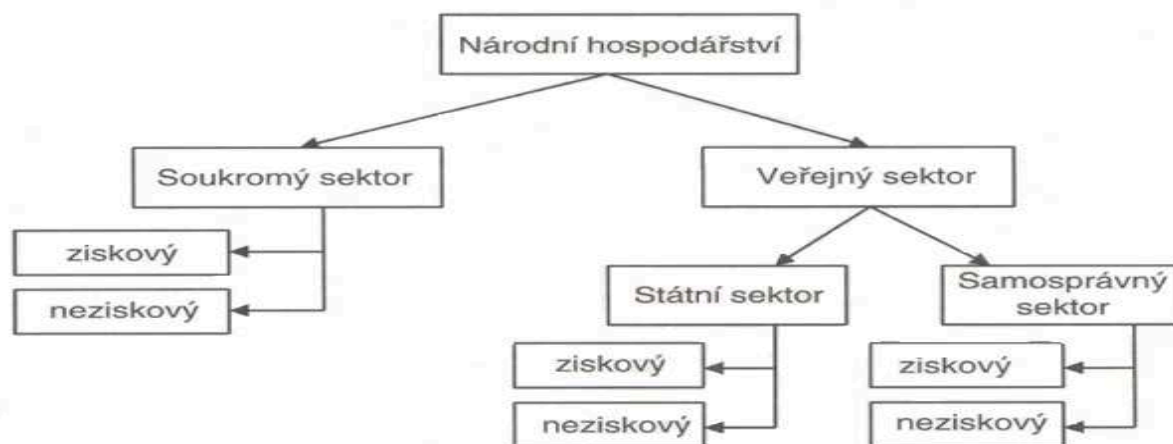 Národní hospodářství
Soukromý sektor
Veřejný sektor
ziskový
neziskový
Státní sektor
Samosprávný
sektor
ziskový
ziskový
neziskový
neziskový